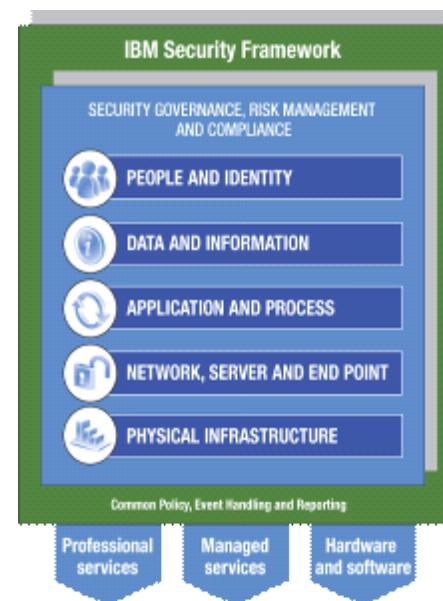 IBM Security Framework
SECURITY GOVERNANCE, RISK MANAGEMENT
AND COMPLIANCE
PEOPLE AND IDENTITY
DATA AND INFORMATION
APPLICATION AND PROCESS
NETWORK, SERVER AND END POINT
PHYSICAL INFRASTRUCTURE
Common Policy, Event Handling and Reporting
Professional
services
Managed
services
Hardware
and software